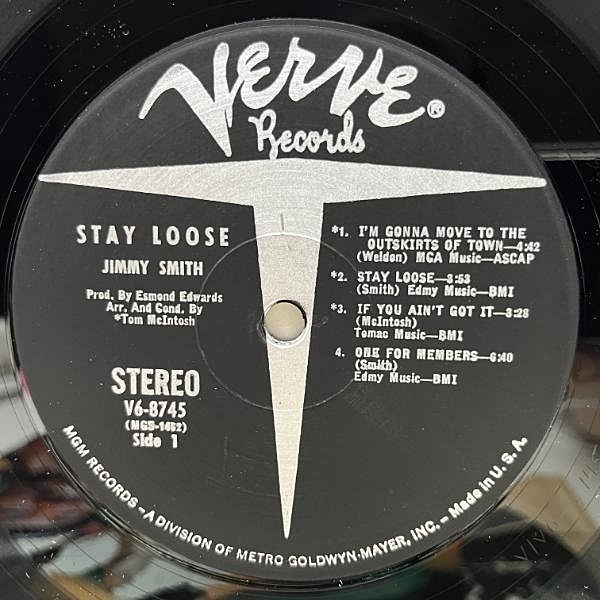 VERVE®
Records
STAY LOOSE
JIMMY SMITH
Prod. By Esmond Edwards
Arr. And Cond. By
*Tom McIntosh
STEREO
V6-8745
(MGS-1462)
Side 1
*1. I'M GONNA MOVE TO THE
OUTSKIRTS OF TOWN—4:42
(Weldon) MCA Music—ASCAP
*2. STAY LOOSE—3:53
(Smith) Edmy Music—BMI
*3. IF YOU AIN'T GOT IT—3:28
(McIntosh)
Tomac Music—BMI
4. ONE FOR MEMBERS—6:40
(Smith)
Edmy Music—BMI
MGM RECORDS – A DIVISION OF METRO GOLDWYN-MAYER, INC. – Made in U.S.A.